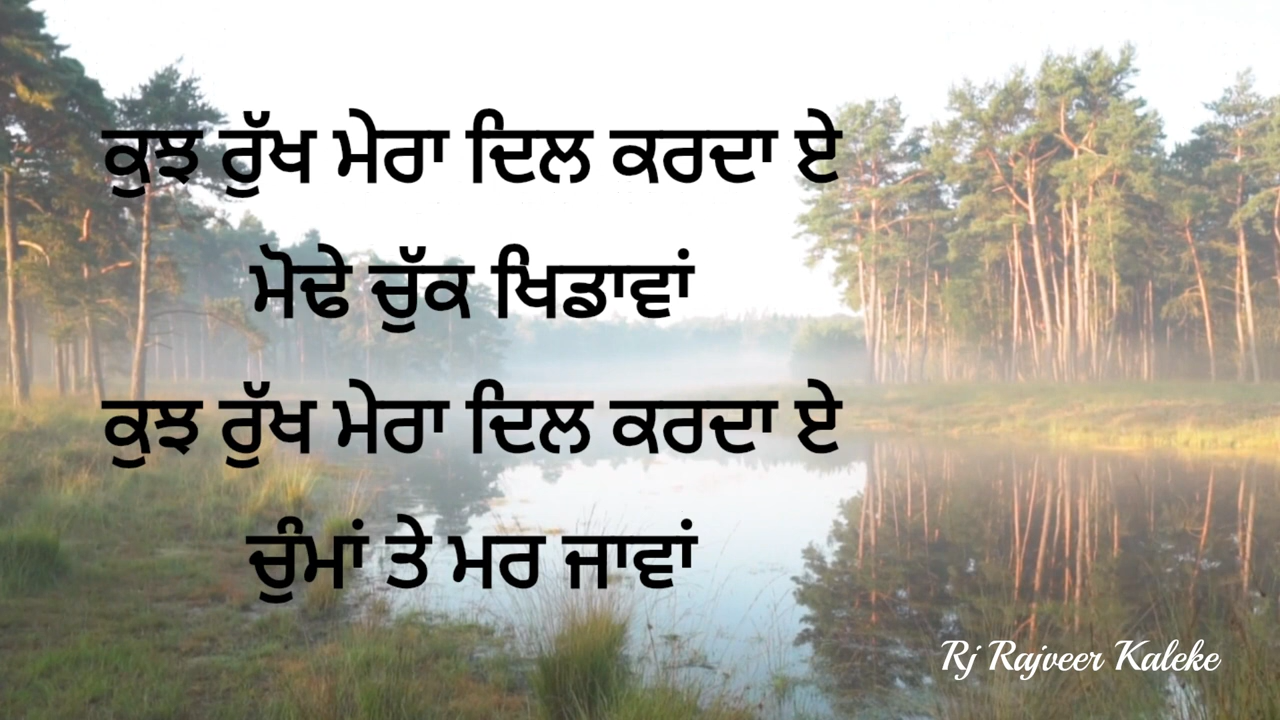 ਕੁਝ ਰੁੱਖ ਮੇਰਾ ਦਿਲ ਕਰਦਾ ਏ
ਮੋਢੇ ਚੁੱਕ ਖਿਡਾਵਾਂ
ਕੁਝ ਰੁੱਖ ਮੇਰਾ ਦਿਲ ਕਰਦਾ ਏ
ਚੁੰਮਾਂ ਤੇ ਮਰ ਜਾਵਾਂ
Rj Rajveer Kaleke